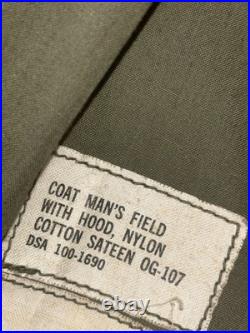 COAT MAN'S FIELD
WITH HOOD, NYLON
COTTON SATEEN OG-107
DSA 100-1690